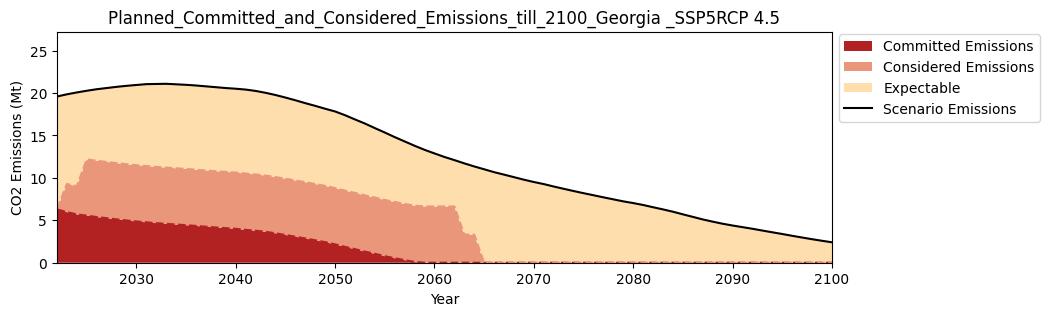 Planned_Committed_and_Considered_Emissions_till_2100_Georgia _SSP5RCP 4.5
Committed Emissions
Considered Emissions
Expectable
Scenario Emissions
CO2 Emissions (Mt)
25
20
15
10
5
0
2030 2040 2050 2060 2070 2080 2090 2100
Year